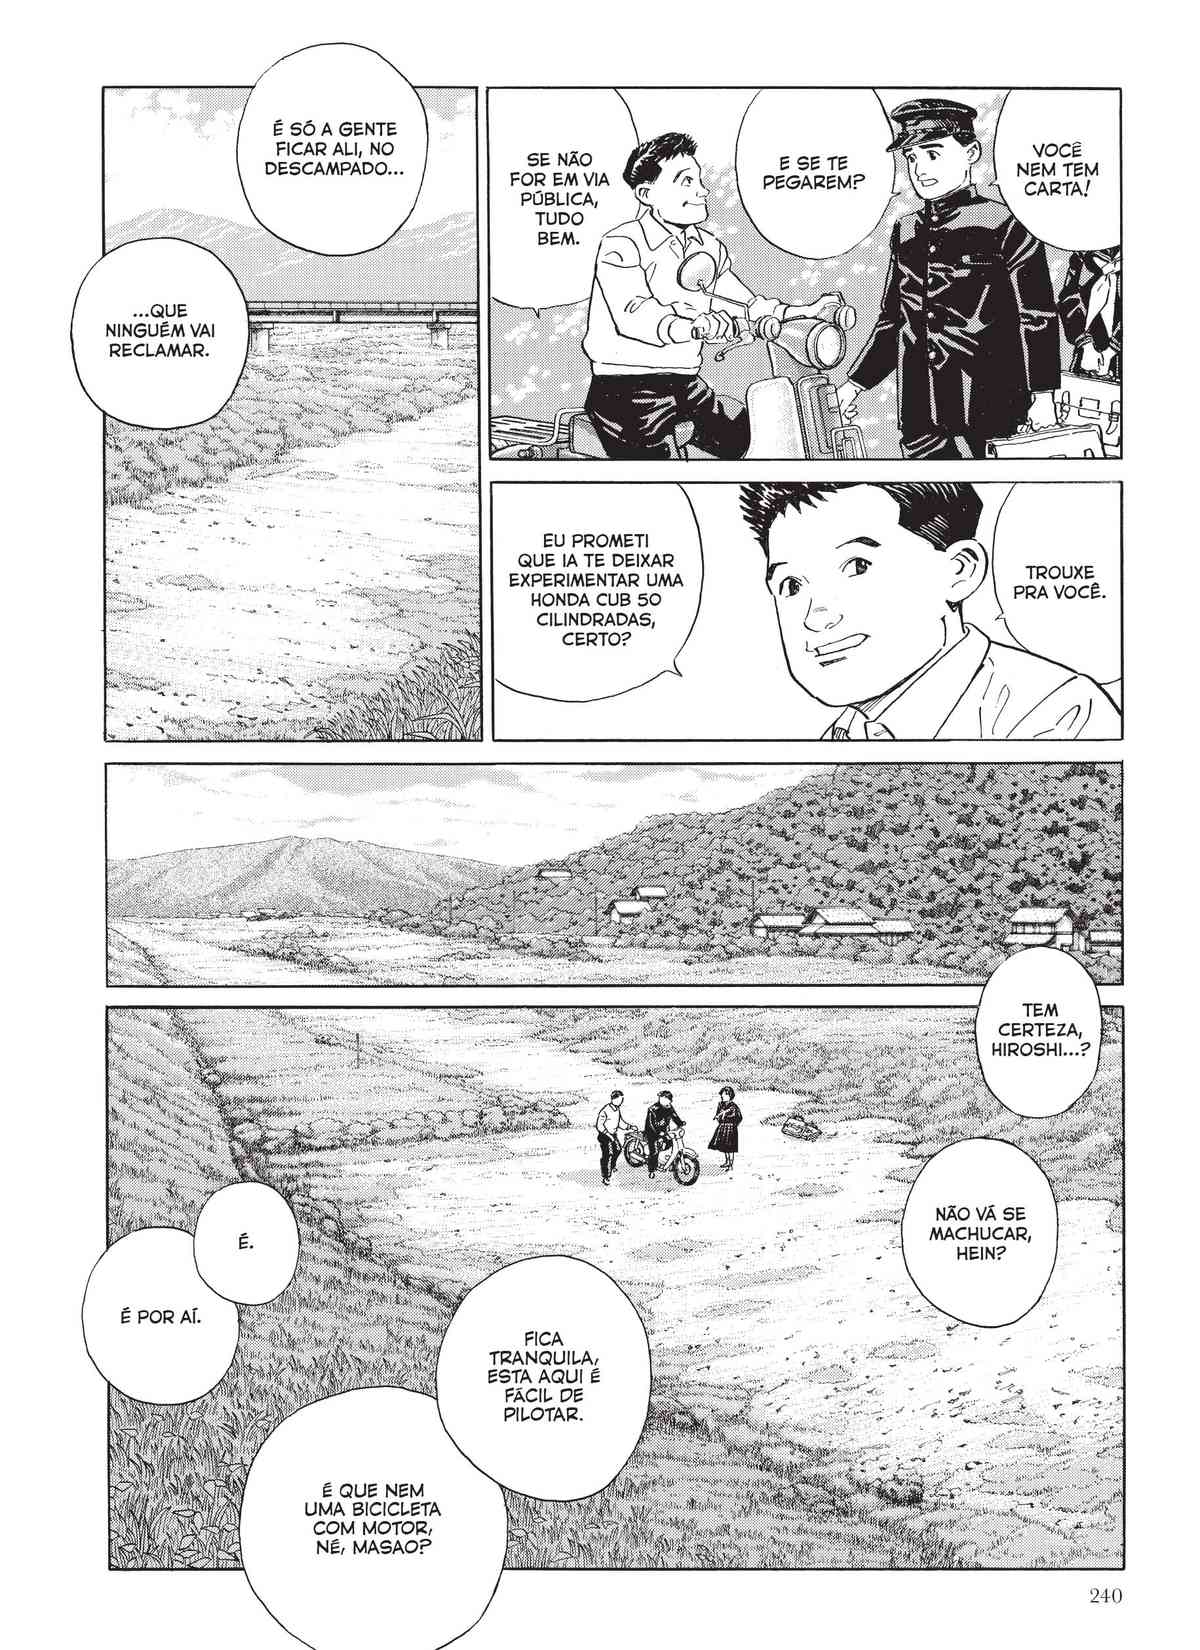 VOCÊ
NEM TEM
CARTA!
E SE TE
PEGAREM?
SE NÃO
FOR EM VIA
PÚBLICA,
TUDO
BEM.
É SÓ A GENTE
FICAR ALI, NO
DESCAMPADO...
...QUE
NINGUÉM VAI
RECLAMAR.
TROUXE
PRA VOCÊ.
EU PROMETI
QUE IA TE DEIXAR
EXPERIMENTAR UMA
HONDA CUB 50
CILINDRADAS,
CERTO?
TEM
CERTEZA,
HIROSHI...?
NÃO VÁ SE
MACHUCAR,
HEIN?
FICA
TRANQUILA,
ESTA AQUI É
FÁCIL DE
PILOTAR.
É QUE NEM
UMA BICICLETA
COM MOTOR,
NÉ, MASAO?
É.
É POR AÍ.
240